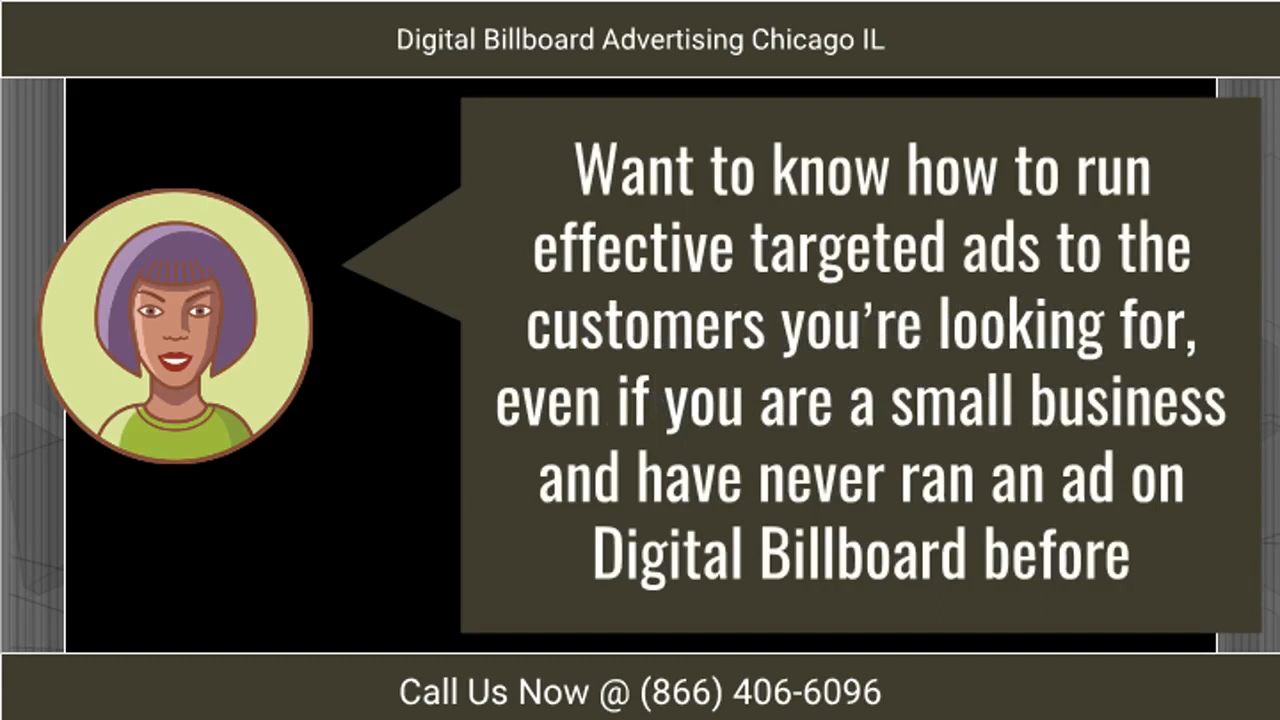 Digital Billboard Advertising Chicago IL
Want to know how to run
effective targeted ads to the
customers you’re looking for,
even if you are a small business
and have never ran an ad on
Digital Billboard before
Call Us Now @ (866) 406-6096